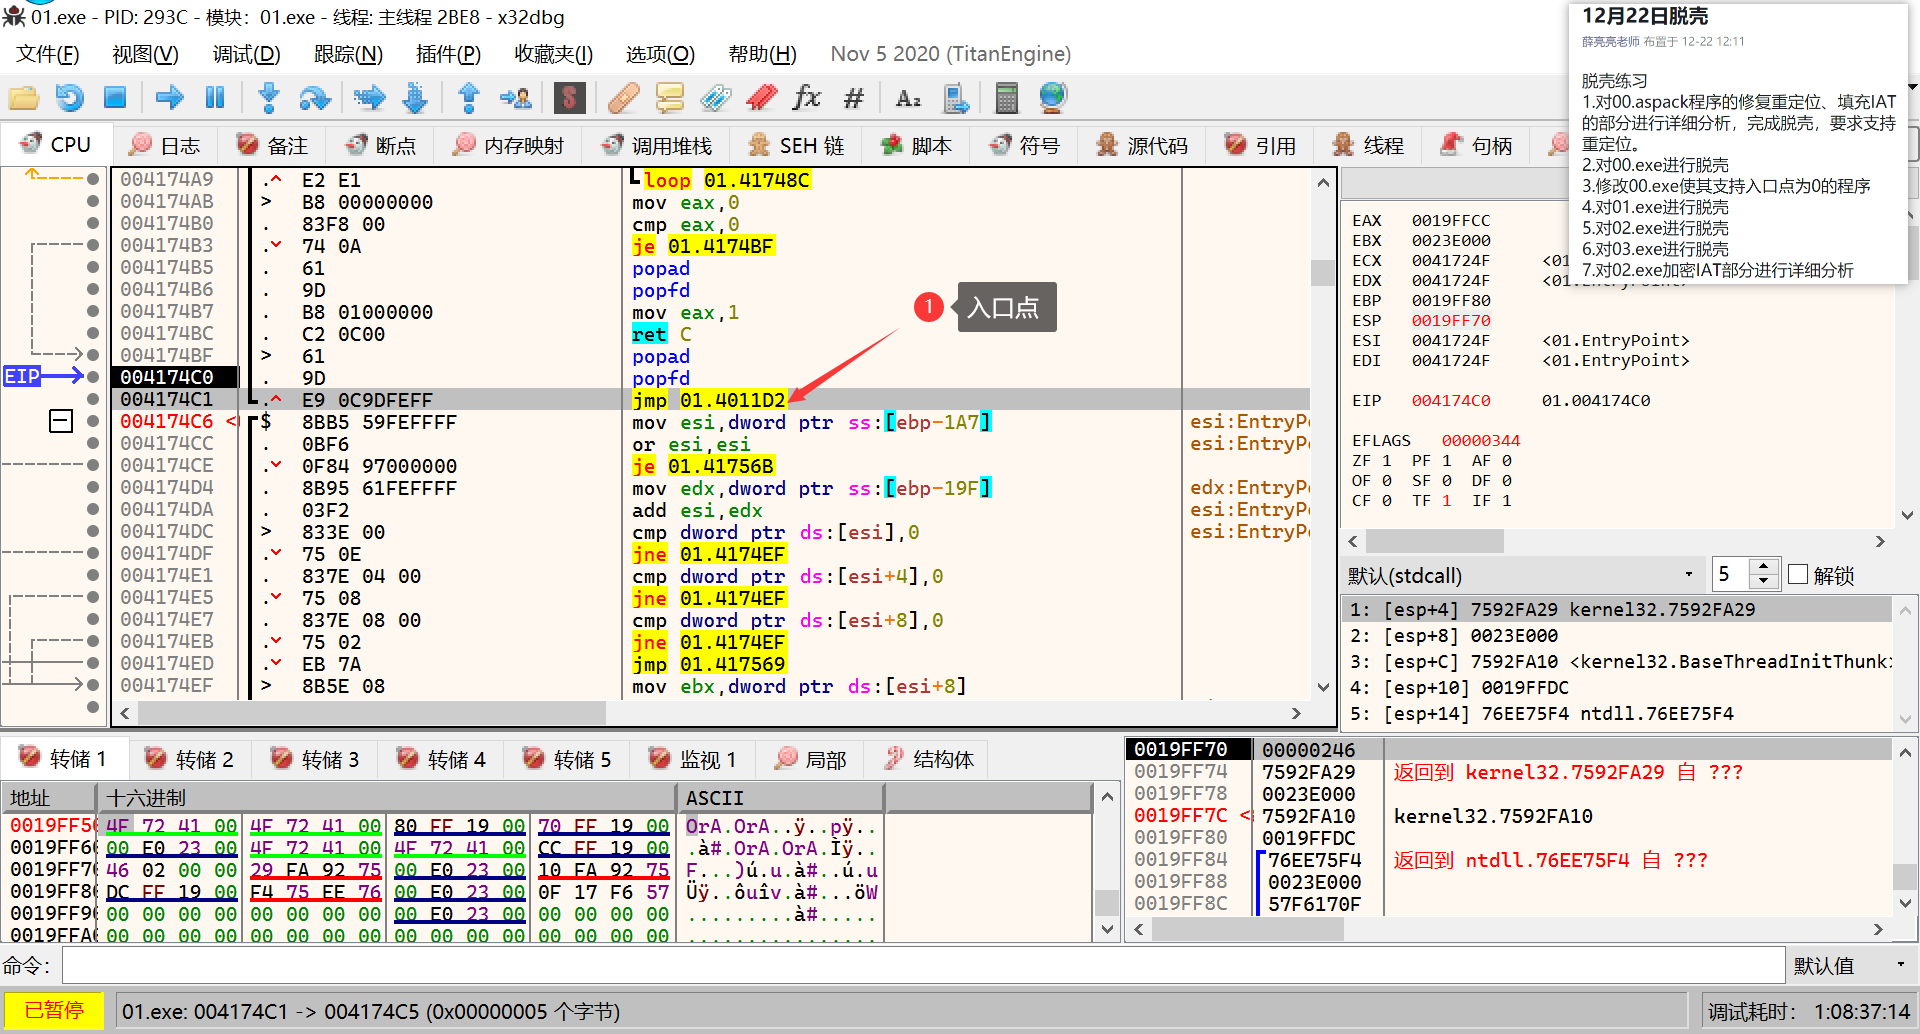 01.exe - PID: 293C - 模块: 01.exe - 线程: 主线程 2BE8 - x32dbg
文件(F) 视图(V) 调试(D) 跟踪(N) 插件(P) 收藏夹(I) 选项(O) 帮助(H) Nov 5 2020 (TitanEngine)
12月22日脱壳
薛亮亮老师 布置于 12-22 12:11
脱壳练习
1.对00.aspack程序的修复重定位、填充IAT
的部分进行详细分析，完成脱壳，要求支持
重定位。
2.对00.exe进行脱壳
3.修改00.exe使其支持入口点为0的程序
4.对01.exe进行脱壳
5.对02.exe进行脱壳
6.对03.exe进行脱壳
7.对02.exe加密IAT部分进行详细分析
CPU 日志 备注 断点 内存映射 调用堆栈 SEH 链 脚本 符号 源代码 引用 线程 句柄
004174A9 .^ E2 E1 loop 01.41748C
004174AB > B8 00000000 mov eax,0
004174B0 . 83F8 00 cmp eax,0
004174B3 .v 74 0A je 01.4174BF
004174B5 . 61 popad
004174B6 . 9D popfd
004174B7 . B8 01000000 mov eax,1
004174BC . C2 0C00 ret C
004174BF > 61 popad
EIP 004174C0 . 9D popfd
004174C1 .^ E9 0C9DFEFF jmp 01.4011D2
004174C6 < $ 8BB5 59FEFFFF mov esi,dword ptr ss:[ebp-1A7] esi:EntryP
004174CC . 0BF6 or esi,esi esi:EntryP
004174CE .v 0F84 97000000 je 01.41756B
004174D4 . 8B95 61FEFFFF mov edx,dword ptr ss:[ebp-19F] edx:EntryP
004174DA . 03F2 add esi,edx esi:EntryP
004174DC > 833E 00 cmp dword ptr ds:[esi],0 esi:EntryP
004174DF .v 75 0E jne 01.4174EF
004174E1 . 837E 04 00 cmp dword ptr ds:[esi+4],0
004174E5 .v 75 08 jne 01.4174EF
004174E7 . 837E 08 00 cmp dword ptr ds:[esi+8],0
004174EB .v 75 02 jne 01.4174EF
004174ED .v EB 7A jmp 01.417569
004174EF > 8B5E 08 mov ebx,dword ptr ds:[esi+8]
1 入口点
EAX 0019FFCC
EBX 0023E000
ECX 0041724F <01
EDX 0041724F <01.EntryPoint>
EBP 0019FF80
ESP 0019FF70
ESI 0041724F <01.EntryPoint>
EDI 0041724F <01.EntryPoint>
EIP 004174C0 01.004174C0
EFLAGS 00000344
ZF 1 PF 1 AF 0
OF 0 SF 0 DF 0
CF 0 TF 1 IF 1
默认(stdcall) 5 解锁
1: [esp+4] 7592FA29 kernel32.7592FA29
2: [esp+8] 0023E000
3: [esp+C] 7592FA10 <kernel32.BaseThreadInitThunk>
4: [esp+10] 0019FFDC
5: [esp+14] 76EE75F4 ntdll.76EE75F4
转储 1 转储 2 转储 3 转储 4 转储 5 监视 1 局部 结构体
地址 十六进制 ASCII
0019FF50 4F 72 41 00 4F 72 41 00 80 FF 19 00 70 FF 19 00 OrA.OrA..ÿ..pÿ..
0019FF60 00 E0 23 00 4F 72 41 00 4F 72 41 00 CC FF 19 00 .à#.OrA.OrA.Ìÿ..
0019FF70 46 02 00 00 29 FA 92 75 00 E0 23 00 10 FA 92 75 F...)ú.u.à#..ú.u
0019FF80 DC FF 19 00 F4 75 EE 76 00 E0 23 00 0F 17 F6 57 Üÿ..ôuîv.à#...öW
0019FF90 00 00 00 00 00 00 00 00 00 E0 23 00 00 00 00 00 .........à#.....
0019FFA0 00 00 00 00 00 00 00 00 00 00 00 00 00 00 00 00 ................
0019FF70 00000246
0019FF74 7592FA29 返回到 kernel32.7592FA29 自 ???
0019FF78 0023E000
0019FF7C < 7592FA10 kernel32.7592FA10
0019FF80 0019FFDC
0019FF84 76EE75F4 返回到 ntdll.76EE75F4 自 ???
0019FF88 0023E000
0019FF8C 57F6170F
命令: 默认值
已暂停 01.exe: 004174C1 -> 004174C5 (0x00000005 个字节) 调试耗时: 1:08:37:14